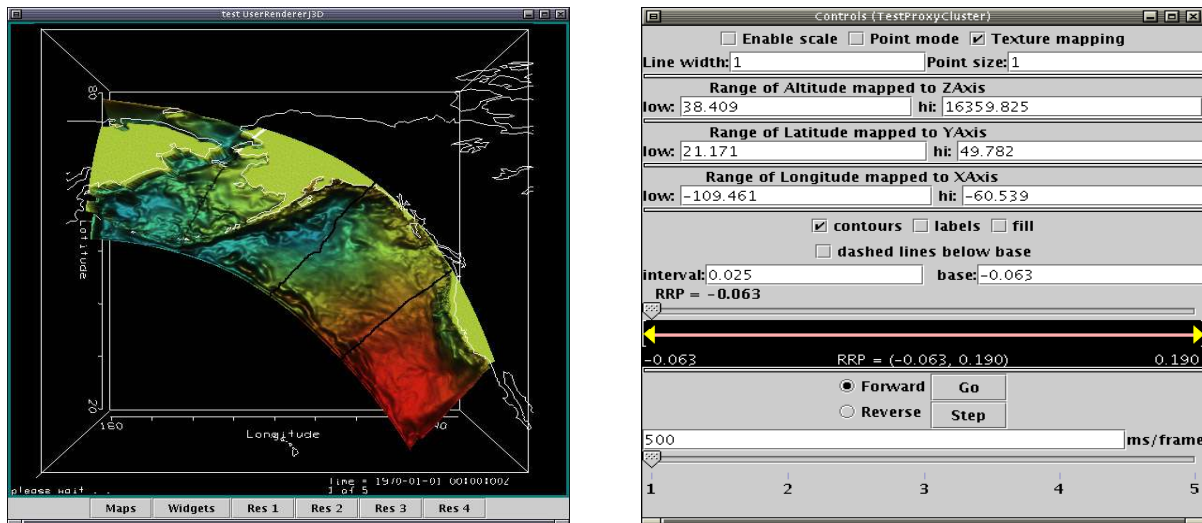 test UserRendererJ3D
80
Latitude
20
160
Longitude
please wait . .
Time = 1970-01-01 00:00:00Z
1 of 5
Maps Widgets Res 1 Res 2 Res 3 Res 4
Controls (TestProxyCluster)
Enable scale Point mode Texture mapping
Line width: 1 Point size: 1
Range of Altitude mapped to ZAxis
low: 38.409 hi: 16359.825
Range of Latitude mapped to YAxis
low: 21.171 hi: 49.782
Range of Longitude mapped to XAxis
low: -109.461 hi: -60.539
contours labels fill
dashed lines below base
interval: 0.025 base: -0.063
RRP = -0.063
-0.063 RRP = (-0.063, 0.190) 0.190
Forward Go
Reverse Step
500 ms/frame
1 2 3 4 5